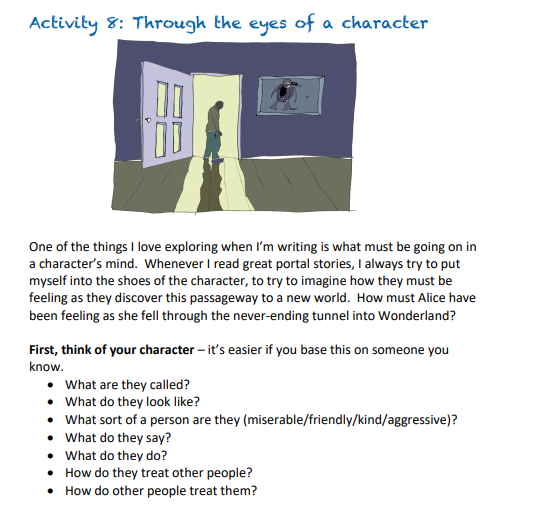 Activity 8: Through the eyes of a character
One of the things I love exploring when I'm writing is what must be going on in
a character's mind.  Whenever I read great portal stories, I always try to put
myself into the shoes of the character, to try to imagine how they must be
feeling as they discover this passageway to a new world.  How must Alice have
been feeling as she fell through the never-ending tunnel into Wonderland?
First, think of your character – it's easier if you base this on someone you
know.
• What are they called?
• What do they look like?
• What sort of a person are they (miserable/friendly/kind/aggressive)?
• What do they say?
• What do they do?
• How do they treat other people?
• How do other people treat them?